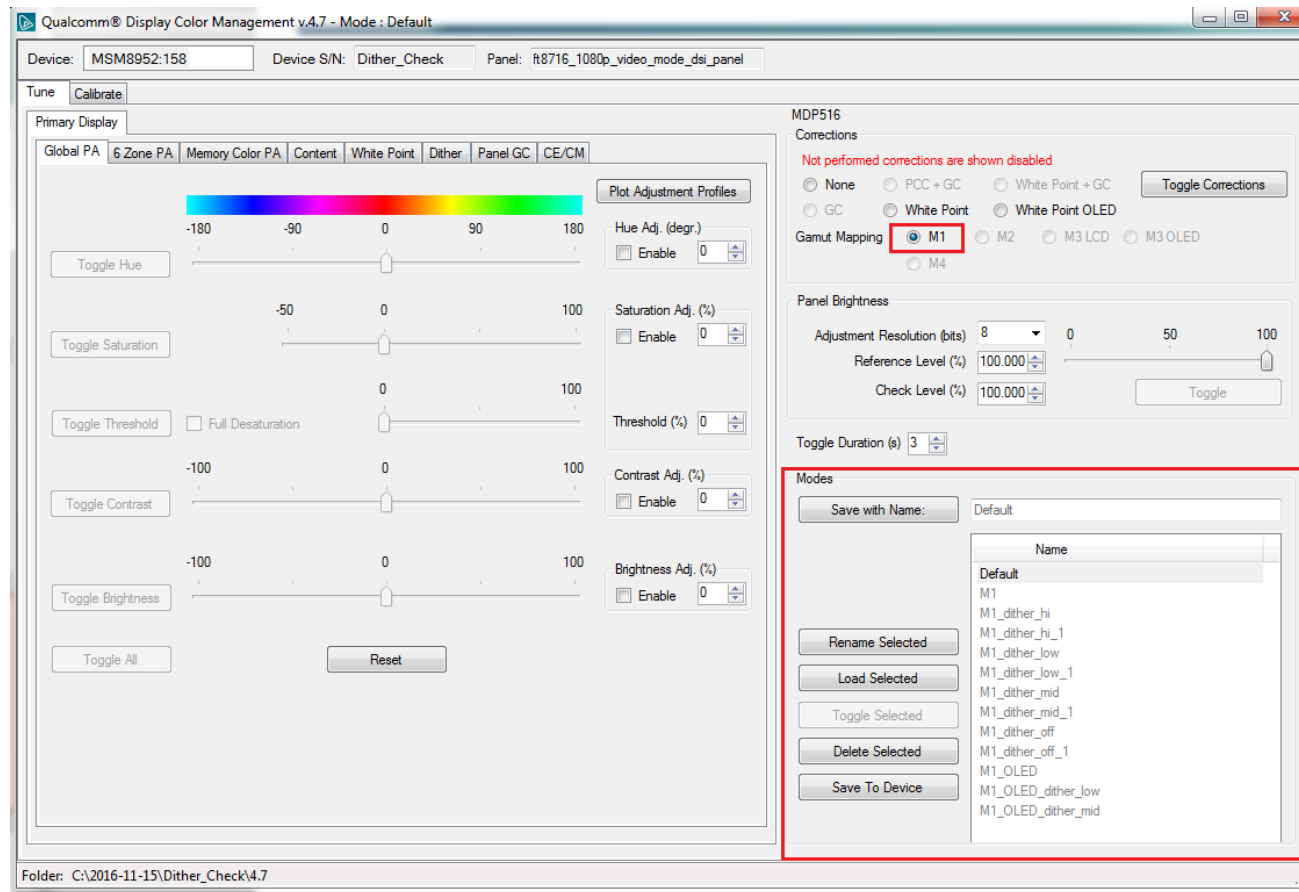 Qualcomm® Display Color Management v.4.7 - Mode : Default
Device: MSM8952:158 Device S/N: Dither_Check Panel: ft8716_1080p_video_mode_dsi_panel
Tune Calibrate
Primary Display
Global PA 6 Zone PA Memory Color PA Content White Point Dither Panel GC CE/CM
Plot Adjustment Profiles
-180 -90 0 90 180
Toggle Hue
Hue Adj. (degr.)
Enable 0
-50 0 100
Toggle Saturation
Saturation Adj. (%)
Enable 0
0 100
Toggle Threshold Full Desaturation
Threshold (%) 0
-100 0 100
Toggle Contrast
Contrast Adj. (%)
Enable 0
-100 0 100
Toggle Brightness
Brightness Adj. (%)
Enable 0
Toggle All Reset
MDP516
Corrections
Not performed corrections are shown disabled
None PCC + GC White Point + GC Toggle Corrections
GC White Point White Point OLED
Gamut Mapping M1 M2 M3 LCD M3 OLED
M4
Panel Brightness
Adjustment Resolution (bits) 8 0 50 100
Reference Level (%) 100.000
Check Level (%) 100.000 Toggle
Toggle Duration (s) 3
Modes
Save with Name: Default
Name
Default
M1
M1_dither_hi
M1_dither_hi_1
M1_dither_low
M1_dither_low_1
M1_dither_mid
M1_dither_mid_1
M1_dither_off
M1_dither_off_1
M1_OLED
M1_OLED_dither_low
M1_OLED_dither_mid
Rename Selected
Load Selected
Toggle Selected
Delete Selected
Save To Device
Folder: C:\2016-11-15\Dither_Check\4.7